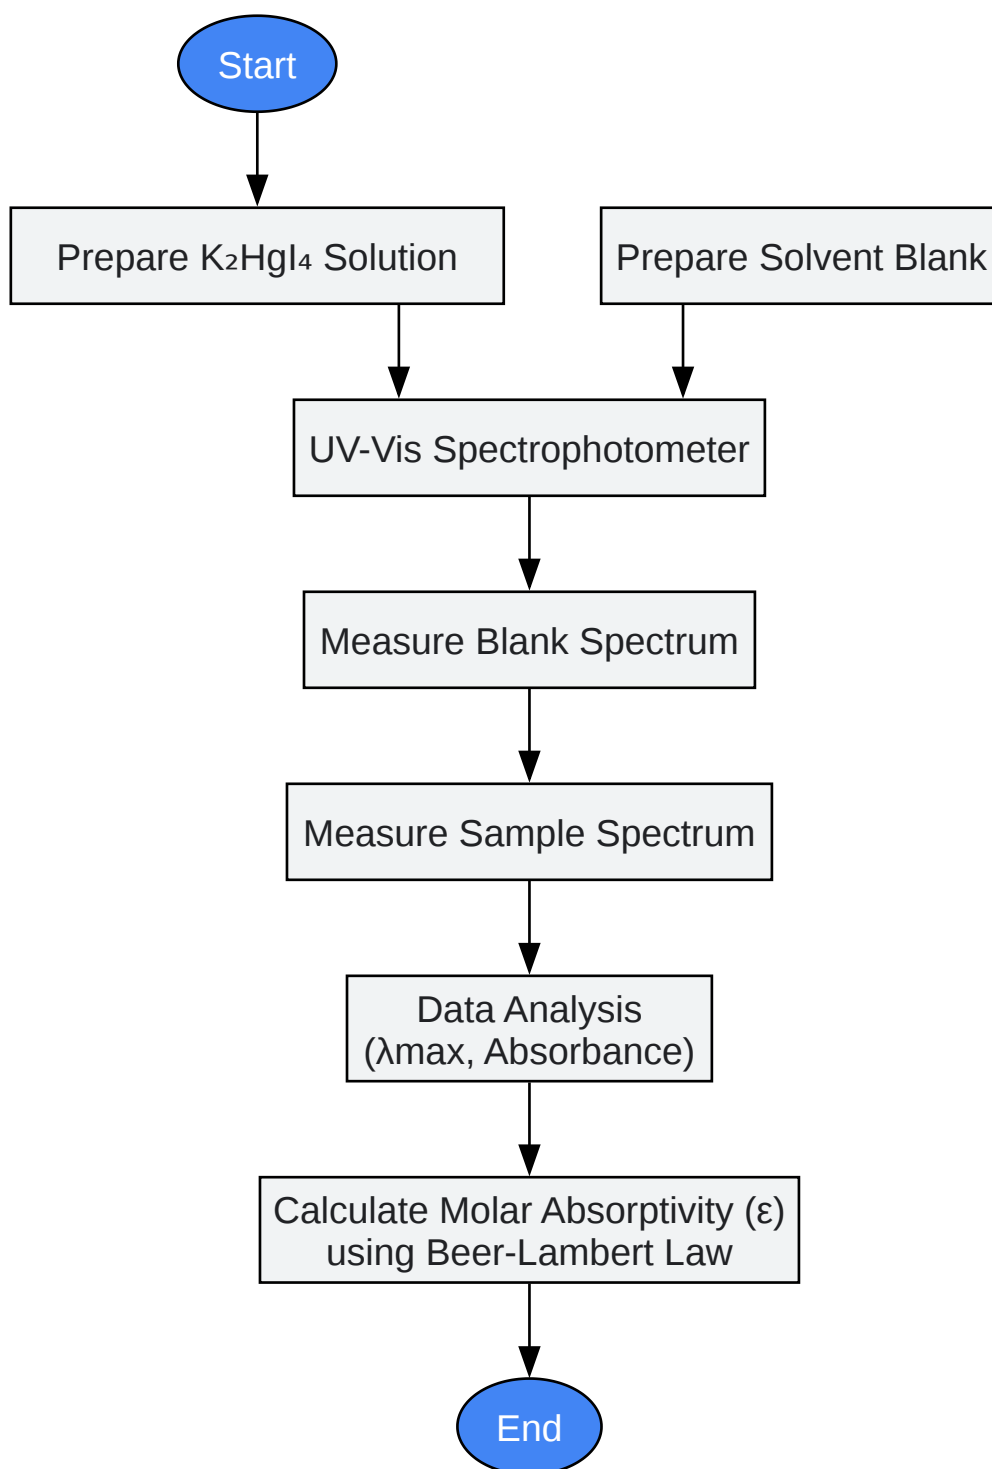 Start
Prepare K₂HgI₄ Solution
Prepare Solvent Blank
UV-Vis Spectrophotometer
Measure Blank Spectrum
Measure Sample Spectrum
Data Analysis
(λmax, Absorbance)
Calculate Molar Absorptivity (ε)
using Beer-Lambert Law
End